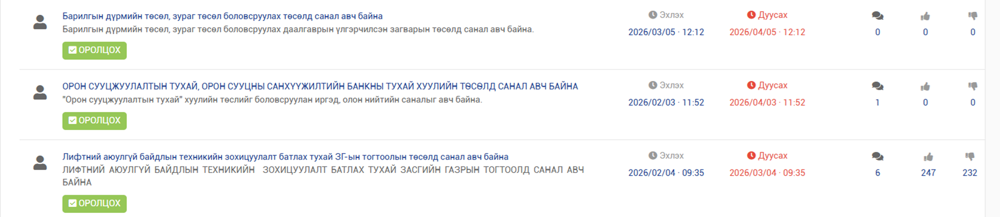 Барилгын дүрмийн төсөл, зураг төсөл боловсруулах төсөлд санал авч байна
Барилгын дүрмийн төсөл, зураг төсөл боловсруулах даалгаврын үлгэрчилсэн загварын төсөлд санал авч байна.
ОРОЛЦОХ
Эхлэх
2026/03/05 · 12:12
Дуусах
2026/04/05 · 12:12
0
0
0
ОРОН СУУЦЖУУЛАЛТЫН ТУХАЙ, ОРОН СУУЦНЫ САНХҮҮЖИЛТИЙН БАНКНЫ ТУХАЙ ХУУЛИЙН ТӨСӨЛД САНАЛ АВЧ БАЙНА
"Орон сууцжуулалтын тухай" хуулийн төслийг боловсруулан иргэд, олон нийтийн саналыг авч байна.
ОРОЛЦОХ
Эхлэх
2026/02/03 · 11:52
Дуусах
2026/04/03 · 11:52
1
0
0
Лифтний аюулгүй байдлын техникийн зохицуулалт батлах тухай ЗГ-ын тогтоолын төсөлд санал авч байна
ЛИФТНИЙ АЮУЛГҮЙ БАЙДЛЫН ТЕХНИКИЙН ЗОХИЦУУЛАЛТ БАТЛАХ ТУХАЙ ЗАСГИЙН ГАЗРЫН ТОГТООЛД САНАЛ АВЧ
БАЙНА
ОРОЛЦОХ
Эхлэх
2026/02/04 · 09:35
Дуусах
2026/03/04 · 09:35
6
247
232